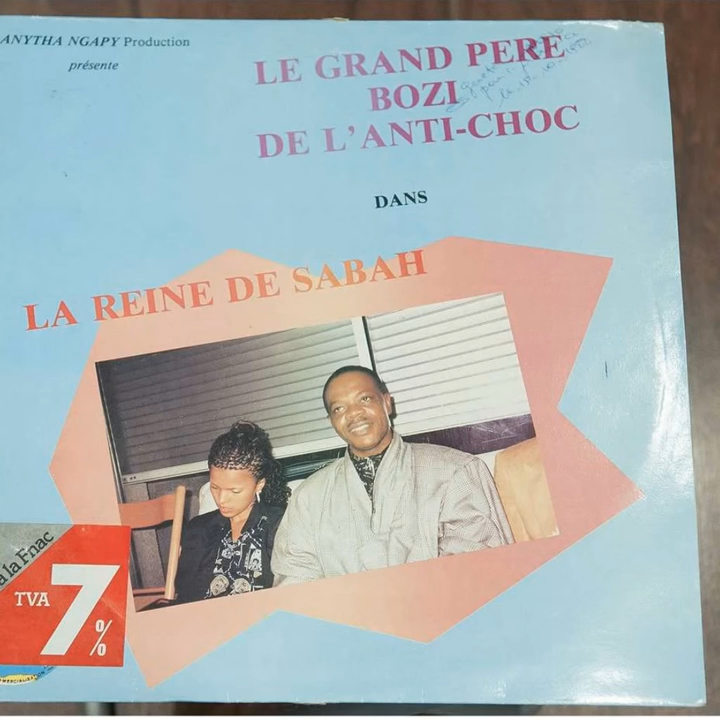 ANYTHA NGAPY Production
présente
LE GRAND PERE
BOZI
DE L'ANTI-CHOC
DANS
LA REINE DE SABAH
à la Fnac
TVA 7%